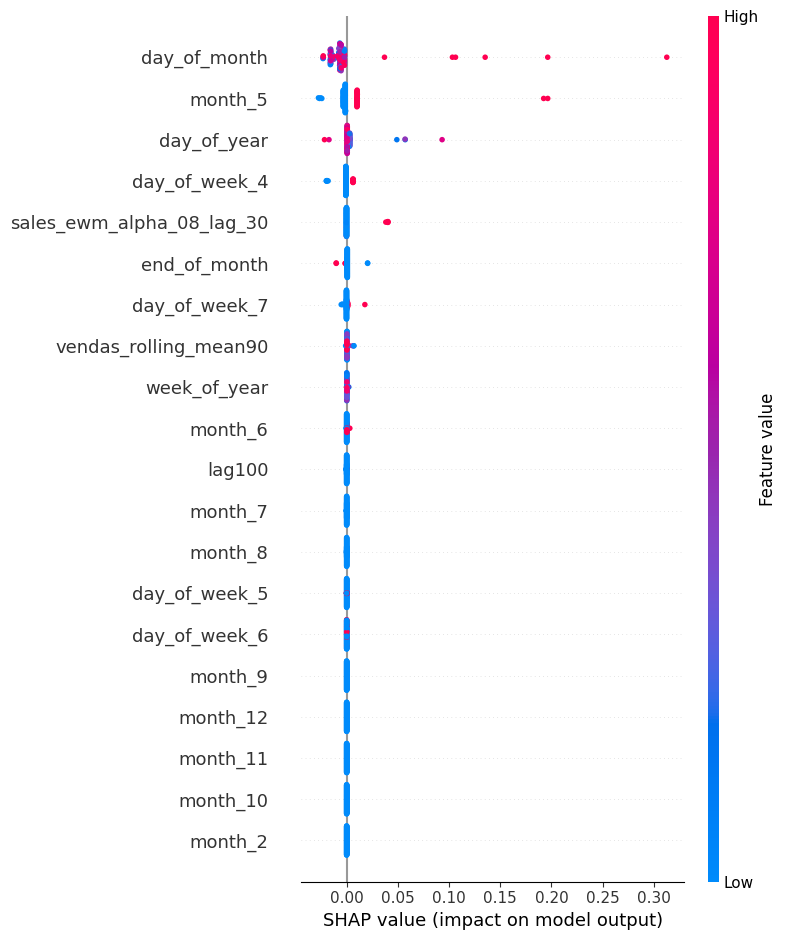 High
day_of_month
month_5
day_of_year
day_of_week_4
sales_ewm_alpha_08_lag_30
end_of_month
day_of_week_7
vendas_rolling_mean90
week_of_year
month_6
lag100
month_7
month_8
day_of_week_5
day_of_week_6
month_9
month_12
month_11
month_10
month_2
Feature value
Low
0.00 0.05 0.10 0.15 0.20 0.25 0.30
SHAP value (impact on model output)